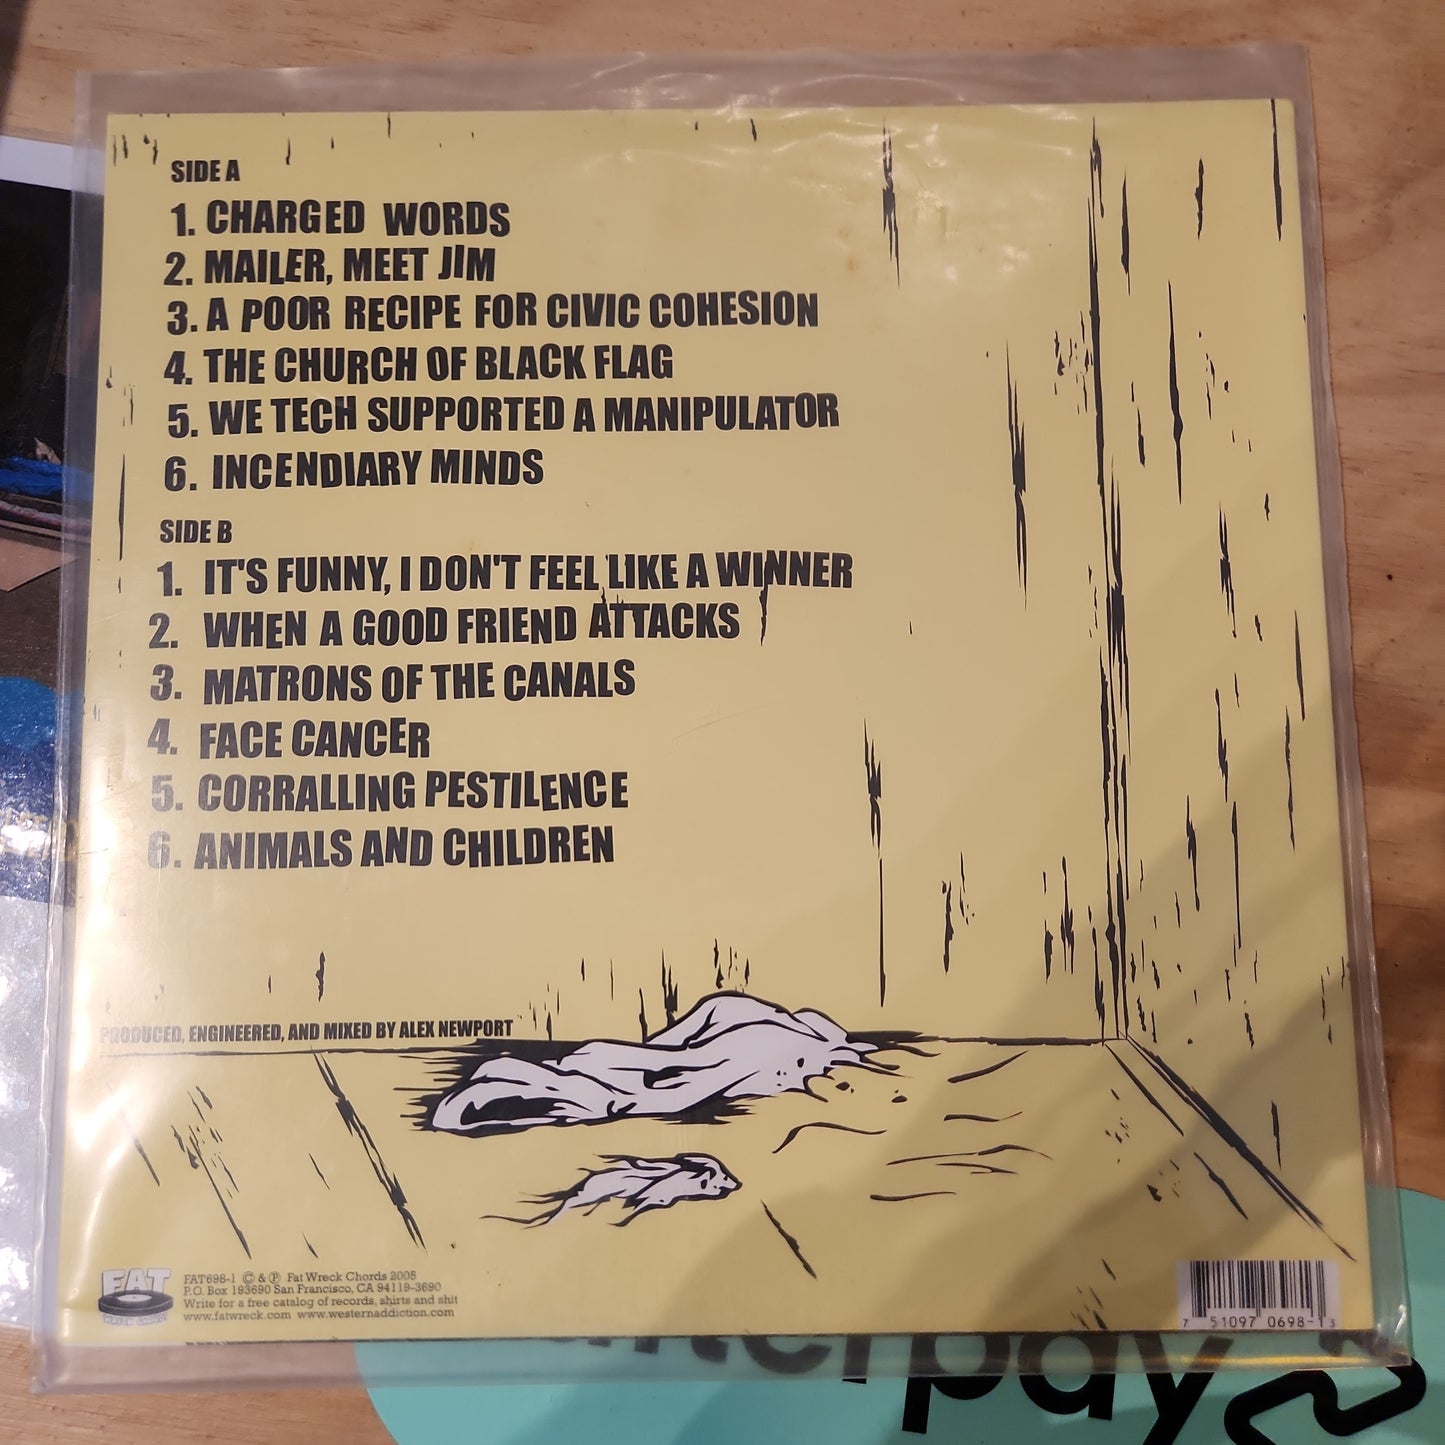 SIDE A
1. CHARGED WORDS
2. MAILER, MEET JIM
3. A POOR RECIPE FOR CIVIC COHESION
4. THE CHURCH OF BLACK FLAG
5. WE TECH SUPPORTED A MANIPULATOR
6. INCENDIARY MINDS
SIDE B
1. IT'S FUNNY, I DON'T FEEL LIKE A WINNER
2. WHEN A GOOD FRIEND ATTACKS
3. MATRONS OF THE CANALS
4. FACE CANCER
5. CORRALLING PESTILENCE
6. ANIMALS AND CHILDREN
PRODUCED, ENGINEERED, AND MIXED BY ALEX NEWPORT
FAT
WRECK CHORDS
FAT698-1 © & ℗ Fat Wreck Chords 2005
P.O. Box 193690 San Francisco, CA 94119-3690
Write for a free catalog of records, shirts and shit
www.fatwreck.com www.westernaddiction.com
7 51097 0698-1 3